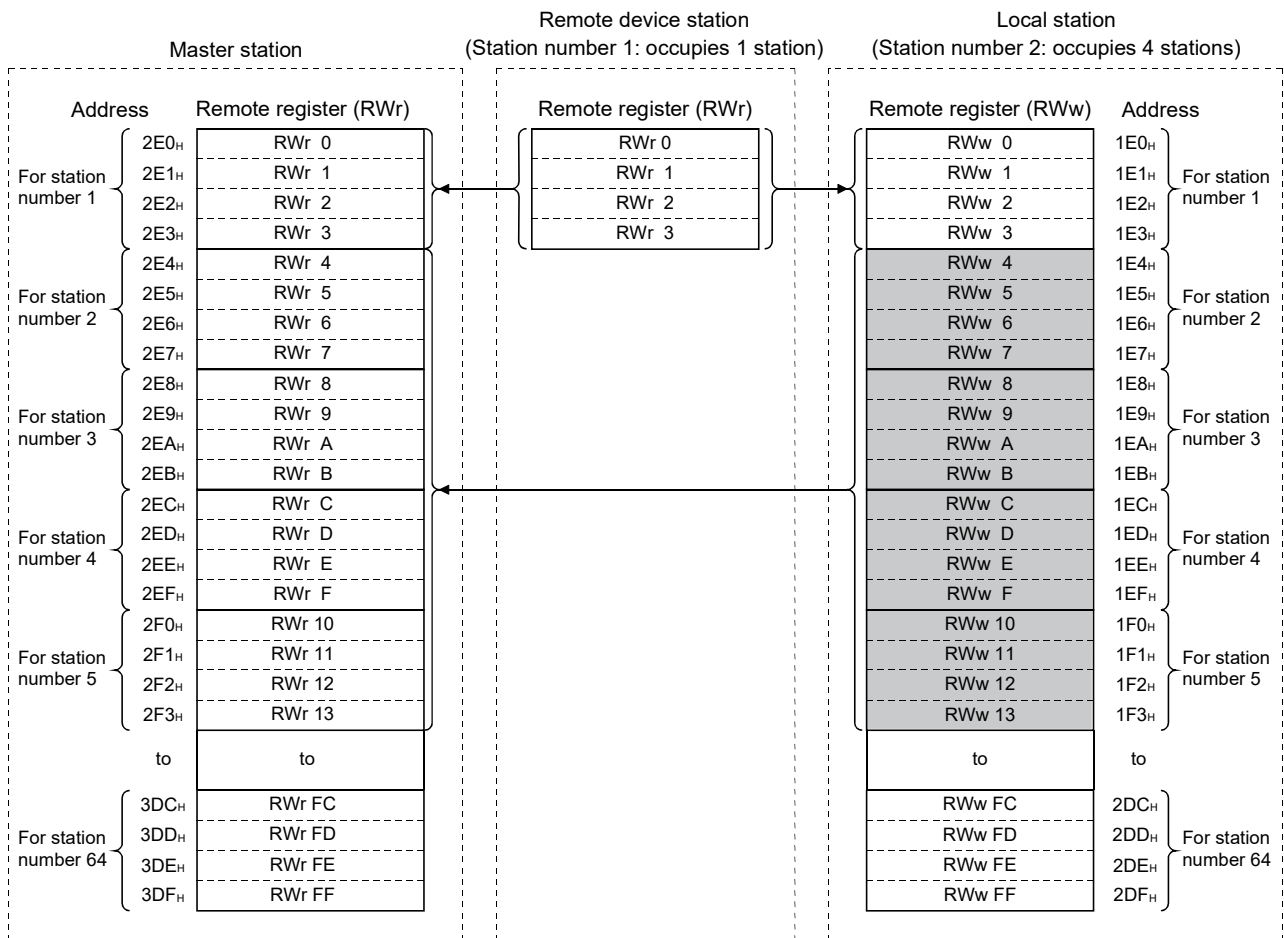 Master station
Remote device station
(Station number 1: occupies 1 station)
Local station
(Station number 2: occupies 4 stations)
Address Remote register (RWr) Remote register (RWr) Remote register (RWw) Address
2E0H RWr 0 RWr 0 RWw 0 1E0H
For station number 1 2E1H RWr 1 RWr 1 RWw 1 1E1H For station number 1
2E2H RWr 2 RWr 2 RWw 2 1E2H
2E3H RWr 3 RWr 3 RWw 3 1E3H
2E4H RWr 4 RWw 4 1E4H
For station number 2 2E5H RWr 5 RWw 5 1E5H For station number 2
2E6H RWr 6 RWw 6 1E6H
2E7H RWr 7 RWw 7 1E7H
2E8H RWr 8 RWw 8 1E8H
For station number 3 2E9H RWr 9 RWw 9 1E9H For station number 3
2EAH RWr A RWw A 1EAH
2EBH RWr B RWw B 1EBH
2ECH RWr C RWw C 1ECH
For station number 4 2EDH RWr D RWw D 1EDH For station number 4
2EEH RWr E RWw E 1EEH
2EFH RWr F RWw F 1EFH
2F0H RWr 10 RWw 10 1F0H
For station number 5 2F1H RWr 11 RWw 11 1F1H For station number 5
2F2H RWr 12 RWw 12 1F2H
2F3H RWr 13 RWw 13 1F3H
to to to to
3DCH RWr FC RWw FC 2DCH
For station number 64 3DDH RWr FD RWw FD 2DDH For station number 64
3DEH RWr FE RWw FE 2DEH
3DFH RWr FF RWw FF 2DFH